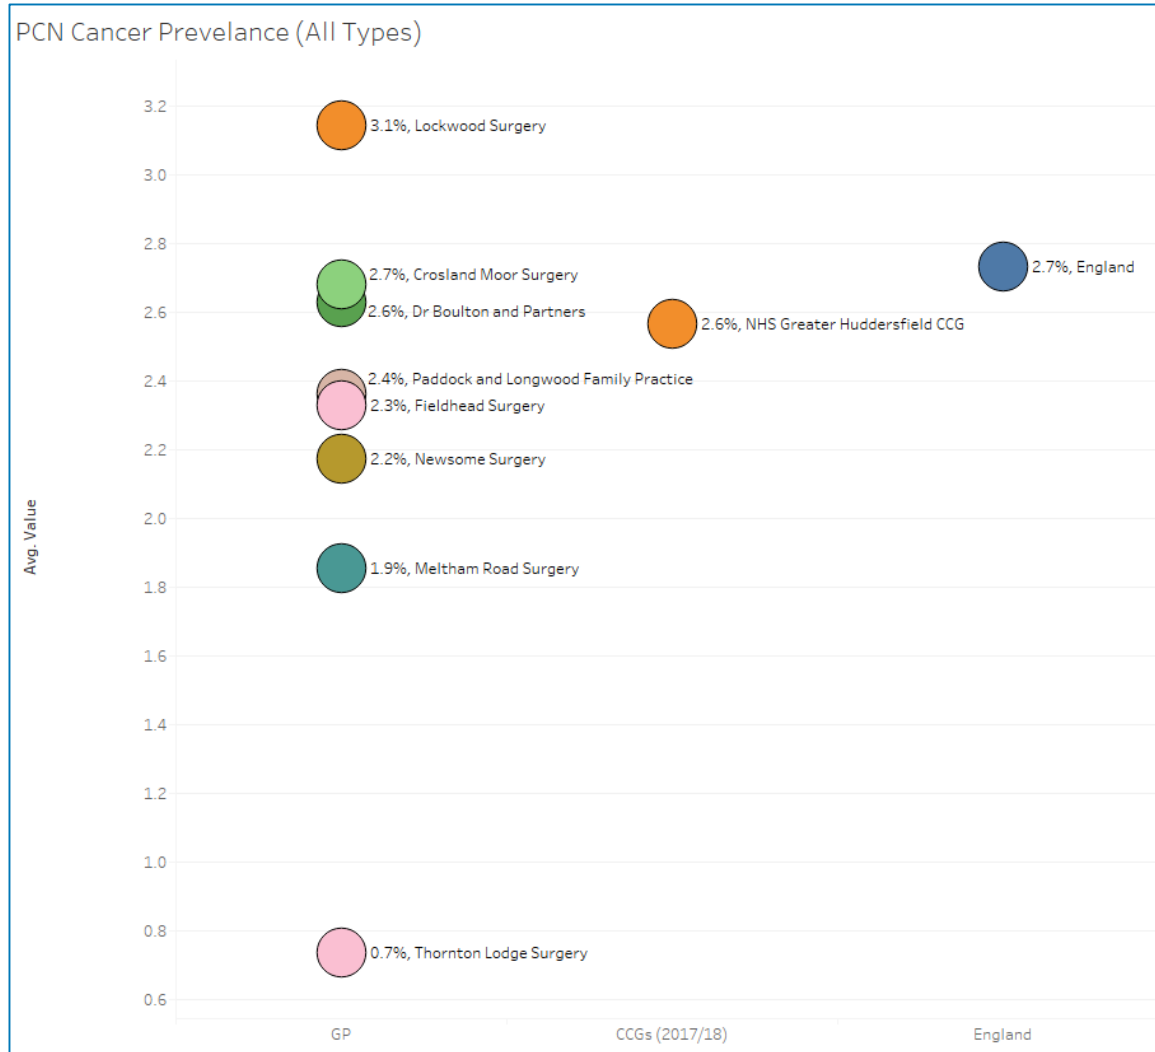 PCN Cancer Prevelance (All Types)
3.2
3.1%, Lockwood Surgery
3.0
2.8
2.7%, Crosland Moor Surgery
2.7%, England
2.6
2.6%, Dr Boulton and Partners
2.6%, NHS Greater Huddersfield CCG
2.4
2.4%, Paddock and Longwood Family Practice
2.3%, Fieldhead Surgery
2.2
2.2%, Newsome Surgery
2.0
Avg. Value
1.9%, Meltham Road Surgery
1.8
1.6
1.4
1.2
1.0
0.8
0.7%, Thornton Lodge Surgery
0.6
GP
CCGs (2017/18)
England